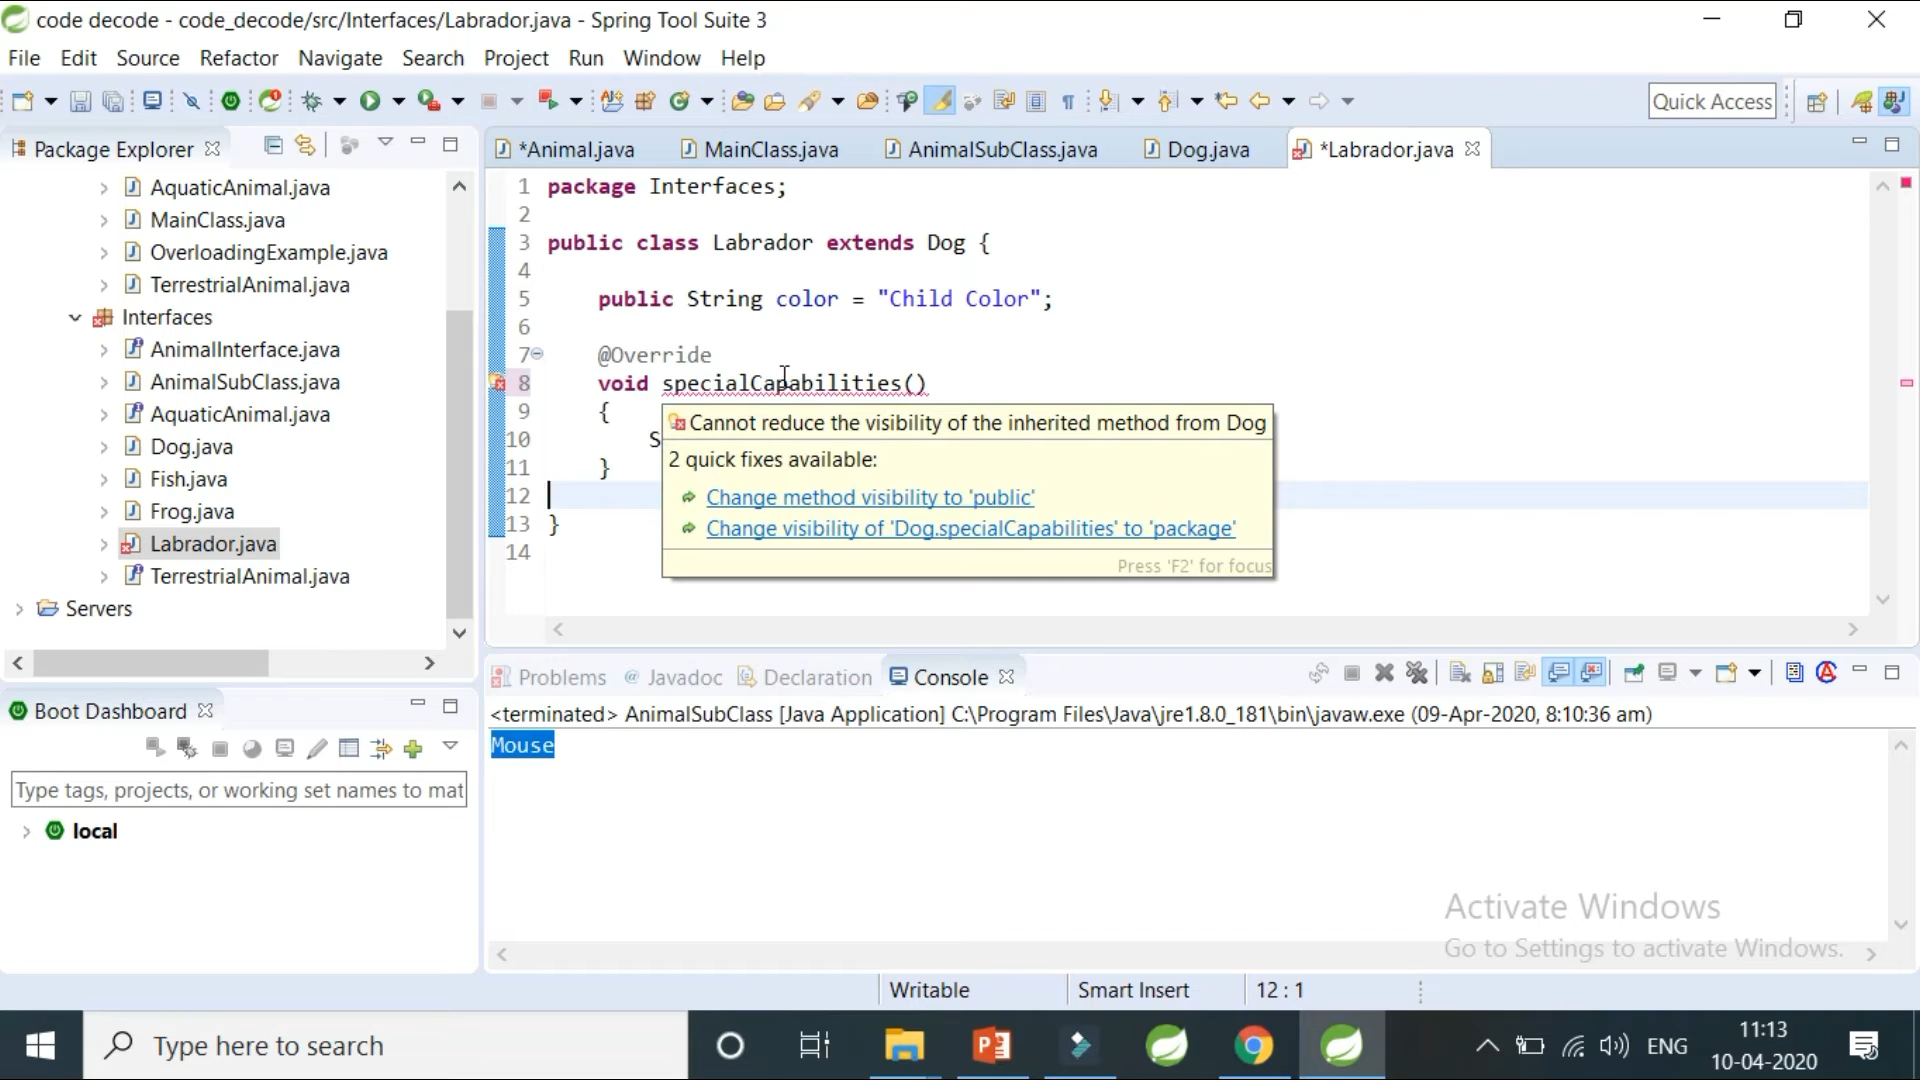 code decode - code_decode/src/Interfaces/Labrador.java - Spring Tool Suite 3
File Edit Source Refactor Navigate Search Project Run Window Help
Quick Access
Package Explorer
AquaticAnimal.java
MainClass.java
OverloadingExample.java
TerrestrialAnimal.java
Interfaces
AnimalInterface.java
AnimalSubClass.java
AquaticAnimal.java
Dog.java
Fish.java
Frog.java
Labrador.java
TerrestrialAnimal.java
Servers
*Animal.java MainClass.java AnimalSubClass.java Dog.java *Labrador.java
1 package Interfaces;
2
3 public class Labrador extends Dog {
4
5 public String color = "Child Color";
6
7 @Override
8 void specialCapabilities()
9 {
10 S
11 }
12
13 }
14
Cannot reduce the visibility of the inherited method from Dog
2 quick fixes available:
Change method visibility to 'public'
Change visibility of 'Dog.specialCapabilities' to 'package'
Press 'F2' for focus
Boot Dashboard
Type tags, projects, or working set names to mat
local
Problems @ Javadoc Declaration Console
<terminated> AnimalSubClass [Java Application] C:\Program Files\Java\jre1.8.0_181\bin\javaw.exe (09-Apr-2020, 8:10:36 am)
Mouse
Activate Windows
Go to Settings to activate Windows.
Writable Smart Insert 12 : 1
Type here to search
ENG
11:13
10-04-2020